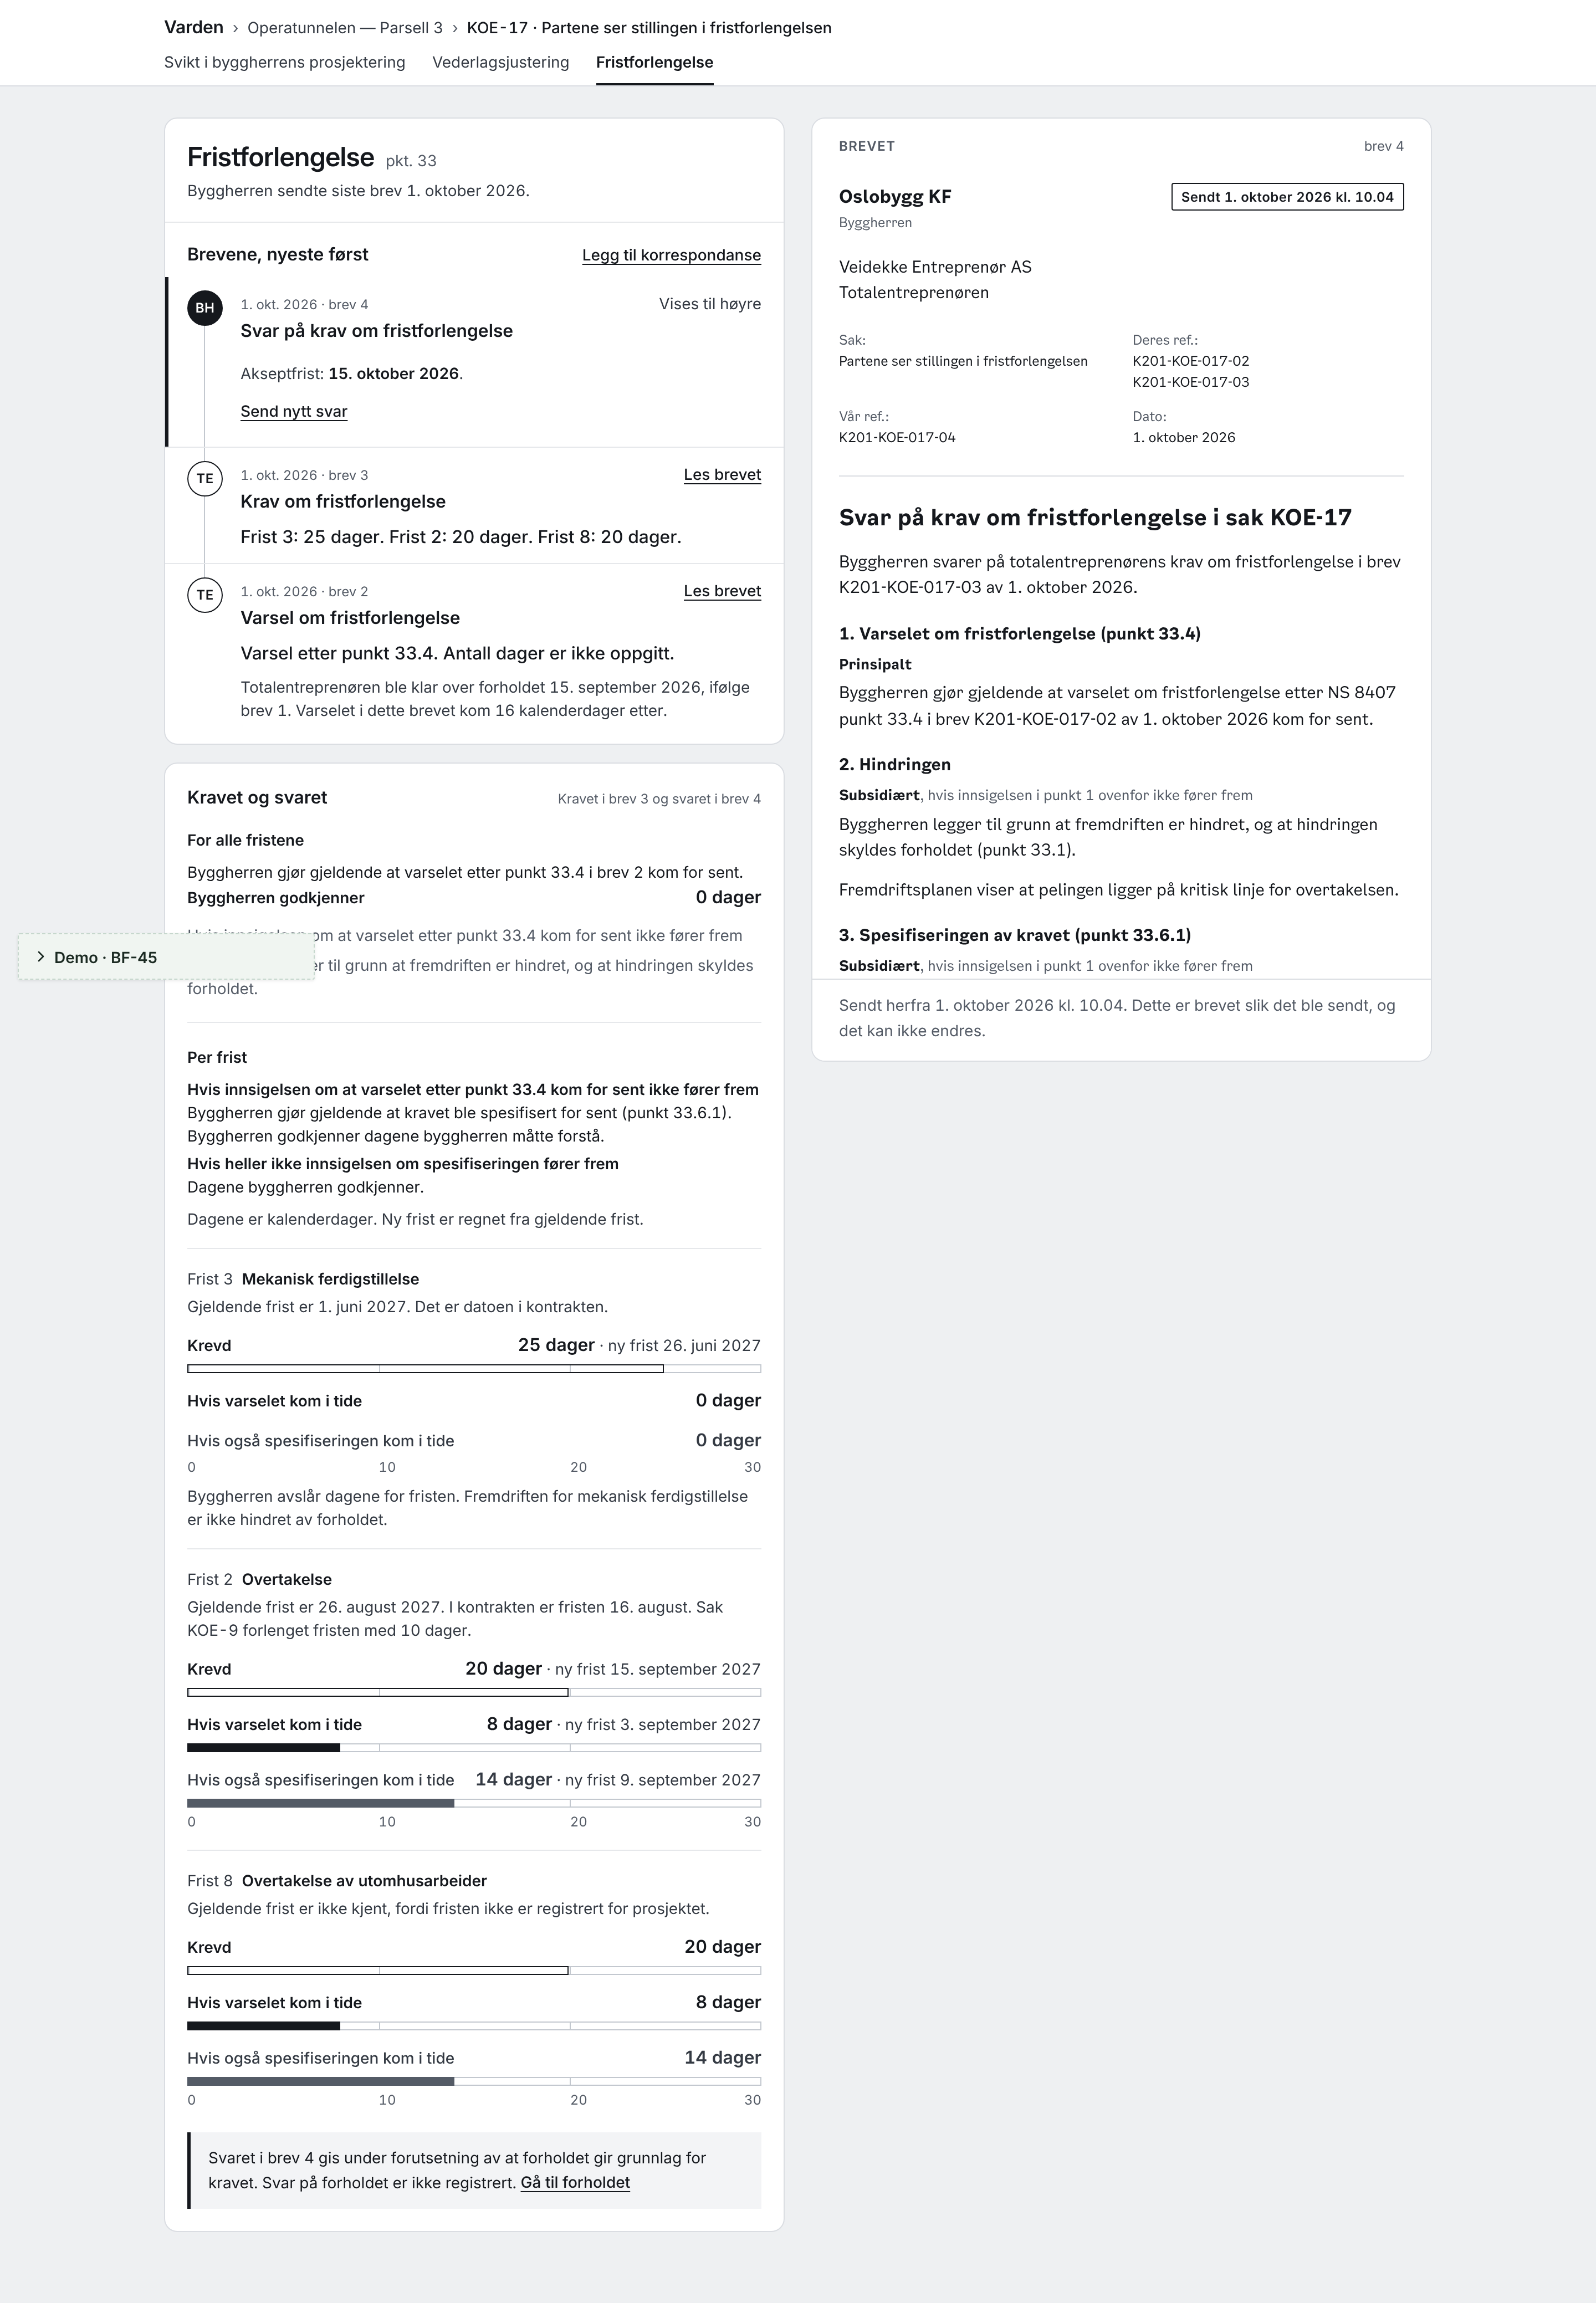 Varden › Operatunnelen — Parsell 3 › KOE-17 · Partene ser stillingen i fristforlengelsen
Svikt i byggherrens prosjektering Vederlagsjustering Fristforlengelse
Fristforlengelse pkt. 33
Byggherren sendte siste brev 1. oktober 2026.
Brevene, nyeste først Legg til korrespondanse
BH 1. okt. 2026 · brev 4 Vises til høyre
Svar på krav om fristforlengelse
Akseptfrist: 15. oktober 2026.
Send nytt svar
TE 1. okt. 2026 · brev 3 Les brevet
Krav om fristforlengelse
Frist 3: 25 dager. Frist 2: 20 dager. Frist 8: 20 dager.
TE 1. okt. 2026 · brev 2 Les brevet
Varsel om fristforlengelse
Varsel etter punkt 33.4. Antall dager er ikke oppgitt.
Totalentreprenøren ble klar over forholdet 15. september 2026, ifølge
brev 1. Varselet i dette brevet kom 16 kalenderdager etter.
Kravet og svaret Kravet i brev 3 og svaret i brev 4
For alle fristene
Byggherren gjør gjeldende at varselet etter punkt 33.4 i brev 2 kom for sent.
Byggherren godkjenner 0 dager
om at varselet etter punkt 33.4 kom for sent ikke fører frem
Demo · BF-45
til grunn at fremdriften er hindret, og at hindringen skyldes
forholdet.
Per frist
Hvis innsigelsen om at varselet etter punkt 33.4 kom for sent ikke fører frem
Byggherren gjør gjeldende at kravet ble spesifisert for sent (punkt 33.6.1).
Byggherren godkjenner dagene byggherren måtte forstå.
Hvis heller ikke innsigelsen om spesifiseringen fører frem
Dagene byggherren godkjenner.
Dagene er kalenderdager. Ny frist er regnet fra gjeldende frist.
Frist 3 Mekanisk ferdigstillelse
Gjeldende frist er 1. juni 2027. Det er datoen i kontrakten.
Krevd 25 dager · ny frist 26. juni 2027
Hvis varselet kom i tide 0 dager
Hvis også spesifiseringen kom i tide 0 dager
0 10 20 30
Byggherren avslår dagene for fristen. Fremdriften for mekanisk ferdigstillelse
er ikke hindret av forholdet.
Frist 2 Overtakelse
Gjeldende frist er 26. august 2027. I kontrakten er fristen 16. august. Sak
KOE-9 forlenget fristen med 10 dager.
Krevd 20 dager · ny frist 15. september 2027
Hvis varselet kom i tide 8 dager · ny frist 3. september 2027
Hvis også spesifiseringen kom i tide 14 dager · ny frist 9. september 2027
0 10 20 30
Frist 8 Overtakelse av utomhusarbeider
Gjeldende frist er ikke kjent, fordi fristen ikke er registrert for prosjektet.
Krevd 20 dager
Hvis varselet kom i tide 8 dager
Hvis også spesifiseringen kom i tide 14 dager
0 10 20 30
Svaret i brev 4 gis under forutsetning av at forholdet gir grunnlag for
kravet. Svar på forholdet er ikke registrert. Gå til forholdet
BREVET brev 4
Oslobygg KF Sendt 1. oktober 2026 kl. 10.04
Byggherren
Veidekke Entreprenør AS
Totalentreprenøren
Sak: Deres ref.:
Partene ser stillingen i fristforlengelsen K201-KOE-017-02
K201-KOE-017-03
Vår ref.: Dato:
K201-KOE-017-04 1. oktober 2026
Svar på krav om fristforlengelse i sak KOE-17
Byggherren svarer på totalentreprenørens krav om fristforlengelse i brev
K201-KOE-017-03 av 1. oktober 2026.
1. Varselet om fristforlengelse (punkt 33.4)
Prinsipalt
Byggherren gjør gjeldende at varselet om fristforlengelse etter NS 8407
punkt 33.4 i brev K201-KOE-017-02 av 1. oktober 2026 kom for sent.
2. Hindringen
Subsidiært, hvis innsigelsen i punkt 1 ovenfor ikke fører frem
Byggherren legger til grunn at fremdriften er hindret, og at hindringen
skyldes forholdet (punkt 33.1).
Fremdriftsplanen viser at pelingen ligger på kritisk linje for overtakelsen.
3. Spesifiseringen av kravet (punkt 33.6.1)
Subsidiært, hvis innsigelsen i punkt 1 ovenfor ikke fører frem
Sendt herfra 1. oktober 2026 kl. 10.04. Dette er brevet slik det ble sendt, og
det kan ikke endres.